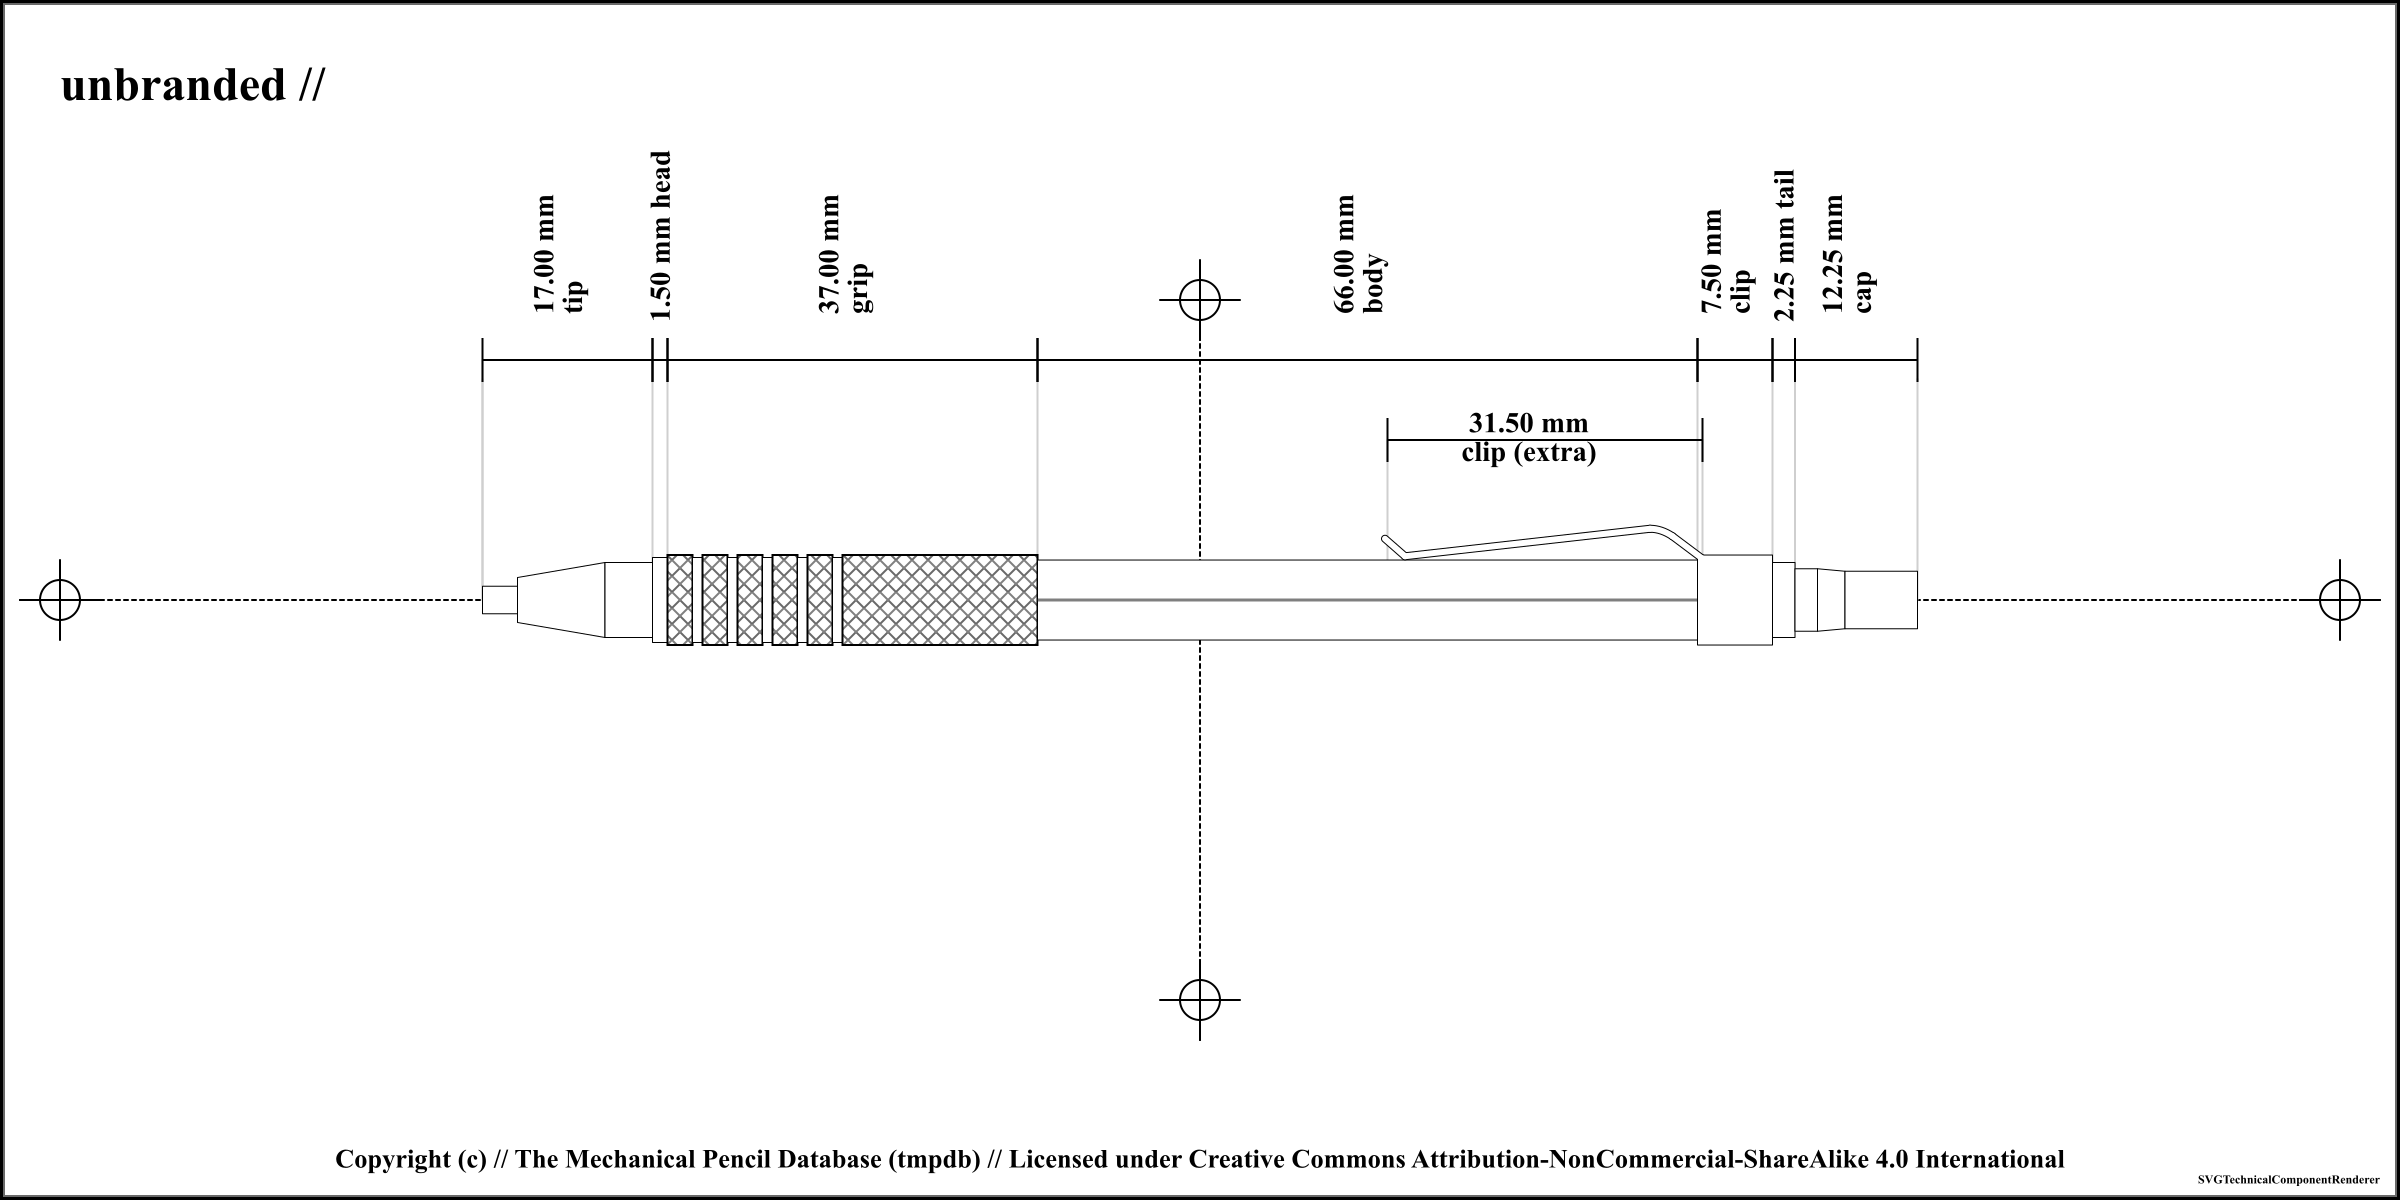 unbranded //
17.00 mm
tip
1.50 mm head
37.00 mm
grip
66.00 mm
body
7.50 mm
clip
2.25 mm tail
12.25 mm
cap
31.50 mm
clip (extra)
Copyright (c) // The Mechanical Pencil Database (tmpdb) // Licensed under Creative Commons Attribution-NonCommercial-ShareAlike 4.0 International
SVGTechnicalComponentRenderer